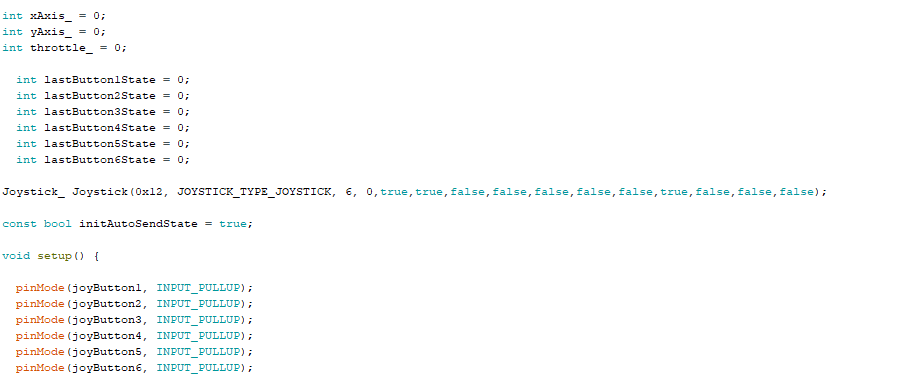 int xAxis_ = 0;
int yAxis_ = 0;
int throttle_ = 0;
int lastButton1State = 0;
int lastButton2State = 0;
int lastButton3State = 0;
int lastButton4State = 0;
int lastButton5State = 0;
int lastButton6State = 0;
Joystick_ Joystick(0x12, JOYSTICK_TYPE_JOYSTICK, 6, 0,true,true,false,false,false,false,false,true,false,false,false);
const bool initAutoSendState = true;
void setup() {
pinMode(joyButton1, INPUT_PULLUP);
pinMode(joyButton2, INPUT_PULLUP);
pinMode(joyButton3, INPUT_PULLUP);
pinMode(joyButton4, INPUT_PULLUP);
pinMode(joyButton5, INPUT_PULLUP);
pinMode(joyButton6, INPUT_PULLUP);